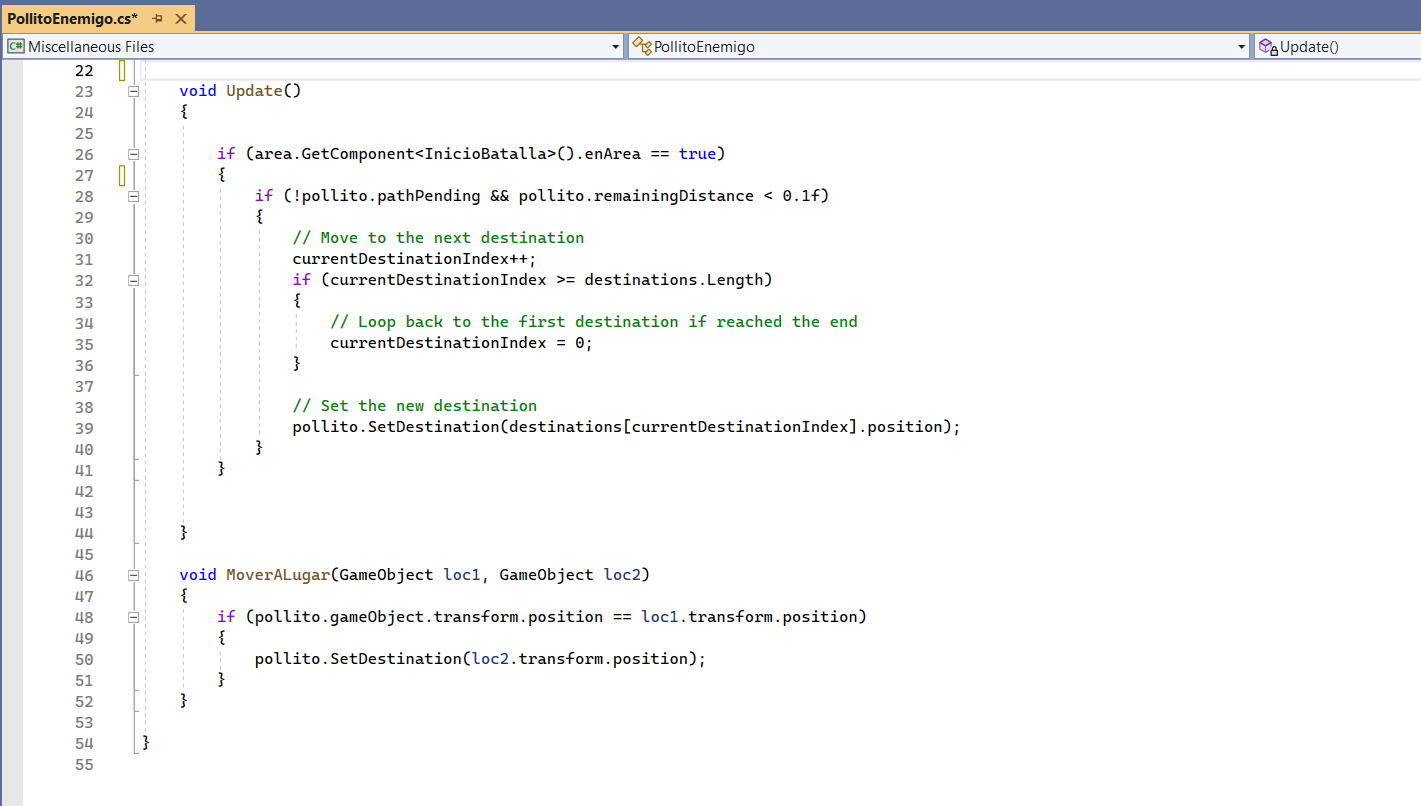 PollitoEnemigo.cs*
Miscellaneous Files PollitoEnemigo Update()
22
23 void Update()
24 {
25
26 if (area.GetComponent<InicioBatalla>().enArea == true)
27 {
28 if (!pollito.pathPending && pollito.remainingDistance < 0.1f)
29 {
30 // Move to the next destination
31 currentDestinationIndex++;
32 if (currentDestinationIndex >= destinations.Length)
33 {
34 // Loop back to the first destination if reached the end
35 currentDestinationIndex = 0;
36 }
37
38 // Set the new destination
39 pollito.SetDestination(destinations[currentDestinationIndex].position);
40 }
41 }
42
43
44 }
45
46 void MoverALugar(GameObject loc1, GameObject loc2)
47 {
48 if (pollito.gameObject.transform.position == loc1.transform.position)
49 {
50 pollito.SetDestination(loc2.transform.position);
51 }
52 }
53
54 }
55